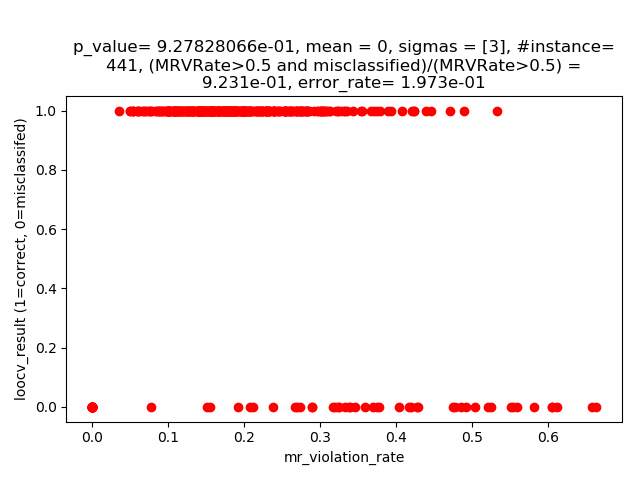 p_value= 9.27828066e-01, mean = 0, sigmas = [3], #instance=
441, (MRVRate>0.5 and misclassified)/(MRVRate>0.5) =
9.231e-01, error_rate= 1.973e-01
loocv_result (1=correct, 0=misclassifed)
1.0
0.8
0.6
0.4
0.2
0.0
0.0 0.1 0.2 0.3 0.4 0.5 0.6
mr_violation_rate